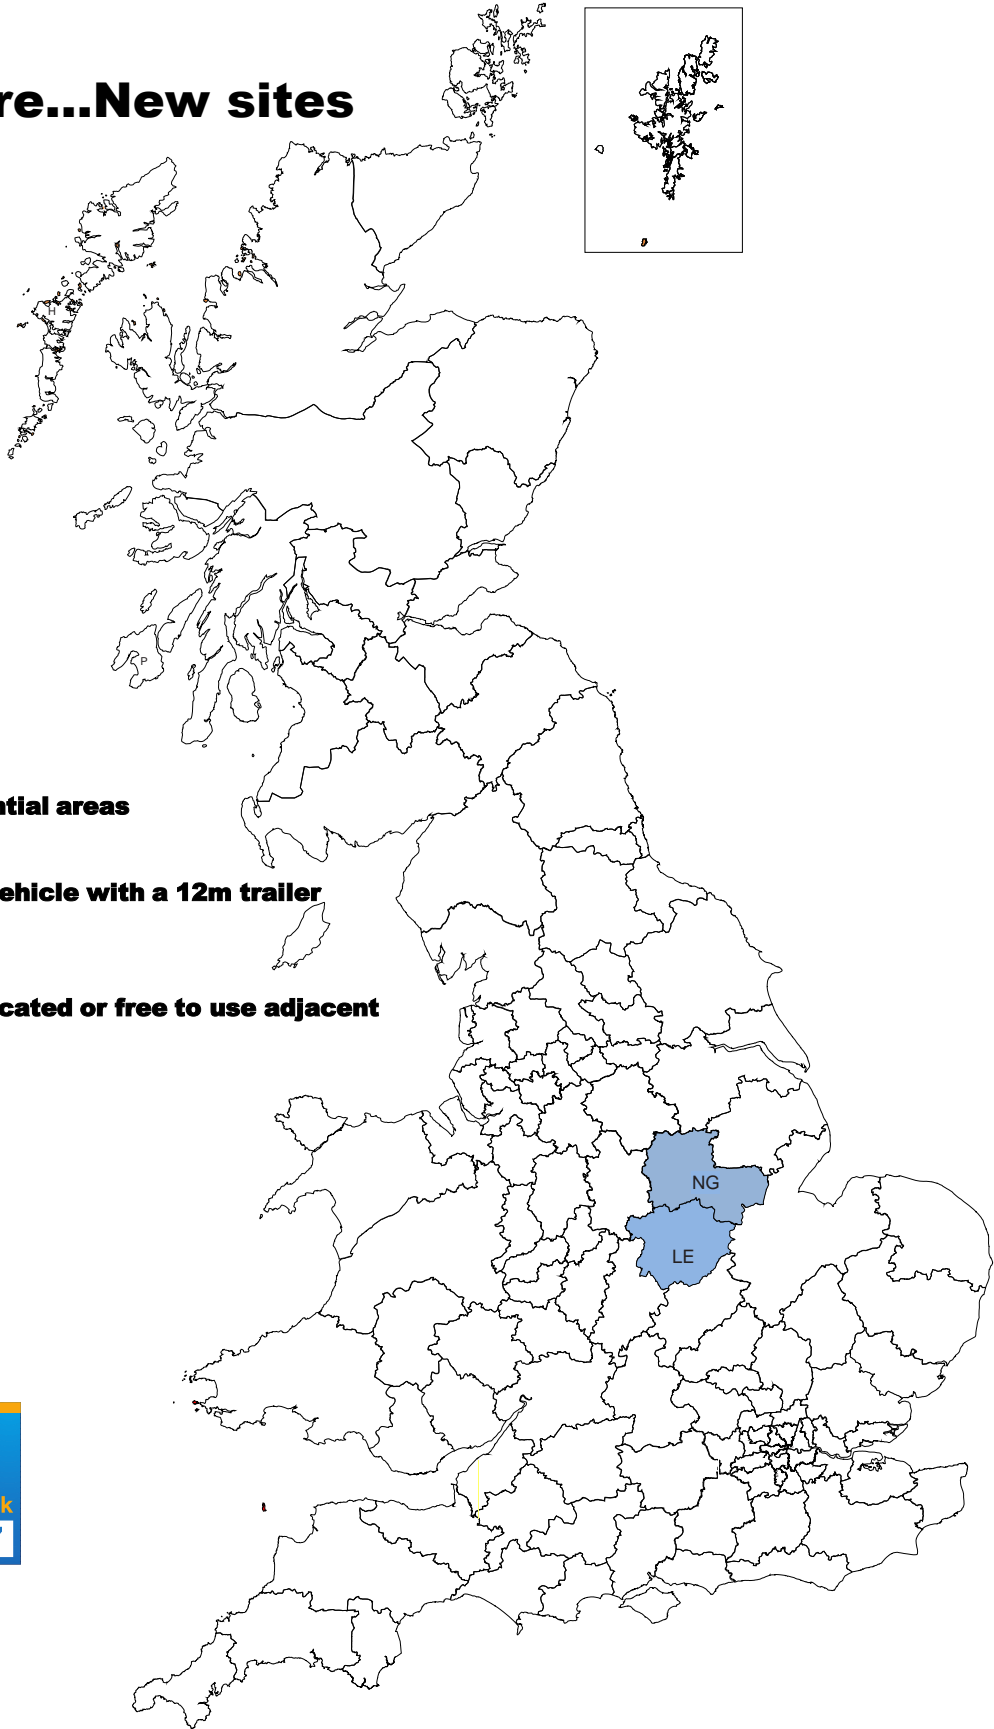 re...New sites
H
P
ntial areas
ehicle with a 12m trailer
cated or free to use adjacent
NG
LE
k